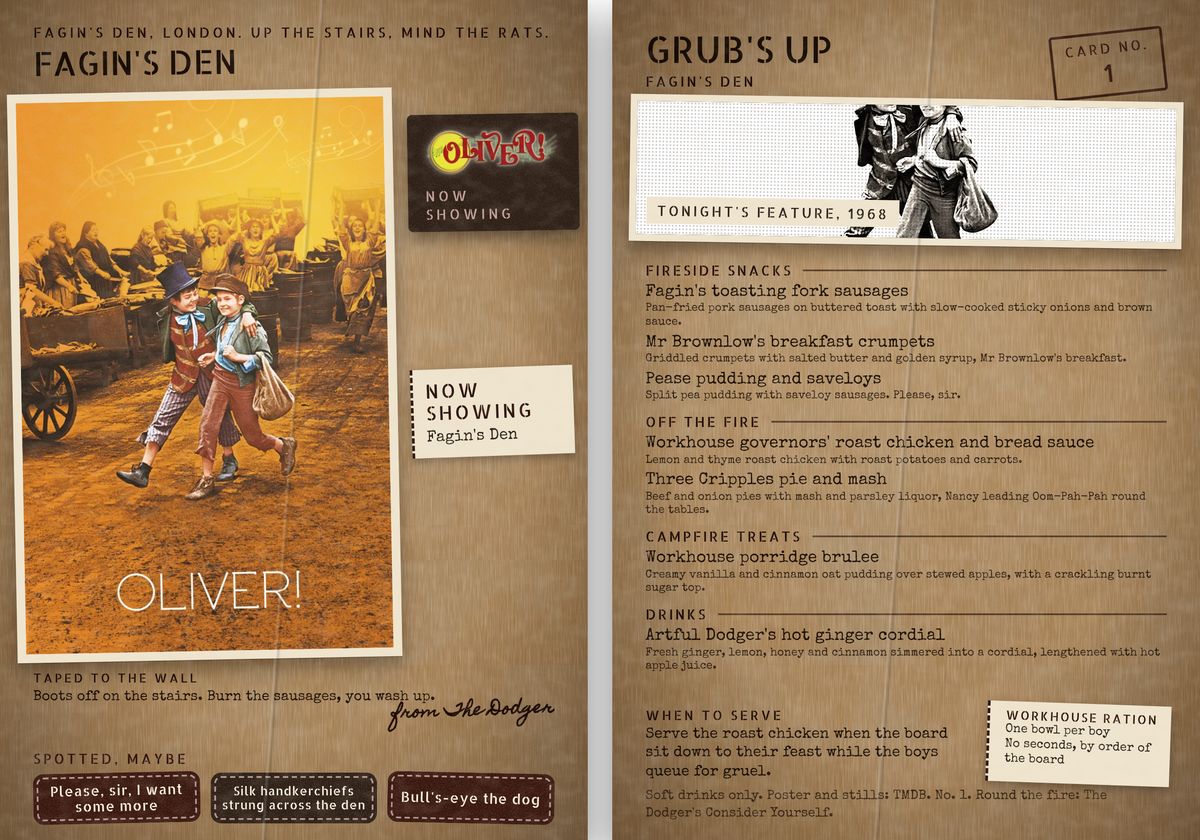 FAGIN'S DEN, LONDON. UP THE STAIRS, MIND THE RATS.
FAGIN'S DEN
OLIVER!
NOW
SHOWING
NOW
SHOWING
Fagin's Den
OLIVER!
TAPED TO THE WALL
Boots off on the stairs. Burn the sausages, you wash up.
from The Dodger
SPOTTED, MAYBE
Please, sir, I want
some more
Silk handkerchiefs
strung across the den
Bull's-eye the dog
GRUB'S UP
FAGIN'S DEN
CARD NO.
1
TONIGHT'S FEATURE, 1968
FIRESIDE SNACKS
Fagin's toasting fork sausages
Pan-fried pork sausages on buttered toast with slow-cooked sticky onions and brown
sauce.
Mr Brownlow's breakfast crumpets
Griddled crumpets with salted butter and golden syrup, Mr Brownlow's breakfast.
Pease pudding and saveloys
Split pea pudding with saveloy sausages. Please, sir.
OFF THE FIRE
Workhouse governors' roast chicken and bread sauce
Lemon and thyme roast chicken with roast potatoes and carrots.
Three Cripples pie and mash
Beef and onion pies with mash and parsley liquor, Nancy leading Oom-Pah-Pah round
the tables.
CAMPFIRE TREATS
Workhouse porridge brulee
Creamy vanilla and cinnamon oat pudding over stewed apples, with a crackling burnt
sugar top.
DRINKS
Artful Dodger's hot ginger cordial
Fresh ginger, lemon, honey and cinnamon simmered into a cordial, lengthened with hot
apple juice.
WHEN TO SERVE
Serve the roast chicken when the board
sit down to their feast while the boys
queue for gruel.
WORKHOUSE RATION
One bowl per boy
No seconds, by order of
the board
Soft drinks only. Poster and stills: TMDB. No. 1. Round the fire: The
Dodger's Consider Yourself.